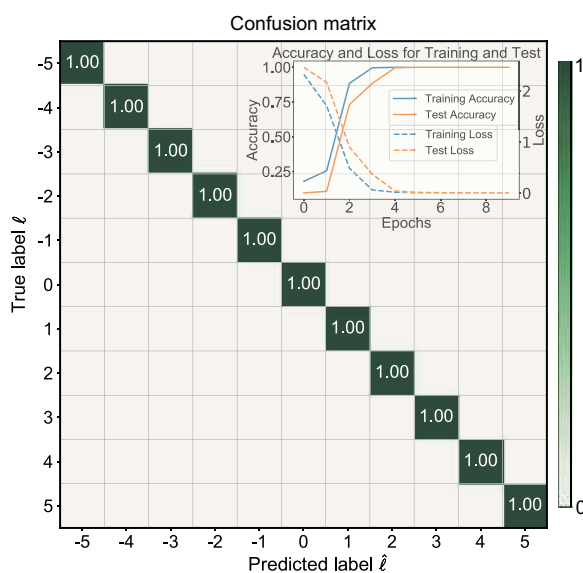 Confusion matrix
Accuracy and Loss for Training and Test
1.00
0.75
0.50
0.25
Accuracy
2
1
0
Loss
Training Accuracy
Test Accuracy
Training Loss
Test Loss
0 2 4 6 8
Epochs
True label ℓ
-5
-4
-3
-2
-1
0
1
2
3
4
5
1.00
1.00
1.00
1.00
1.00
1.00
1.00
1.00
1.00
1.00
1.00
-5 -4 -3 -2 -1 0 1 2 3 4 5
Predicted label ℓ̂
1
0